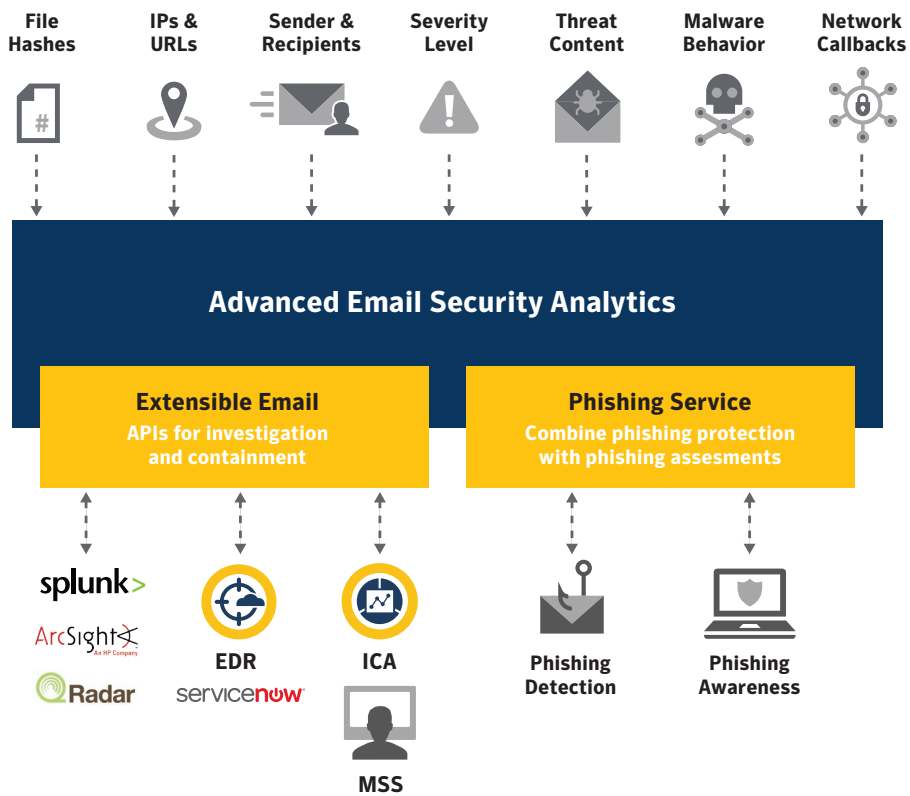 File
Hashes
IPs &
URLs
Sender &
Recipients
Severity
Level
Threat
Content
Malware
Behavior
Network
Callbacks
#
Advanced Email Security Analytics
Extensible Email
APIs for investigation
and containment
Phishing Service
Combine phishing protection
with phishing assesments
splunk>
ArcSight
An HP Company
QRadar
EDR
servicenow
ICA
MSS
Phishing
Detection
Phishing
Awareness